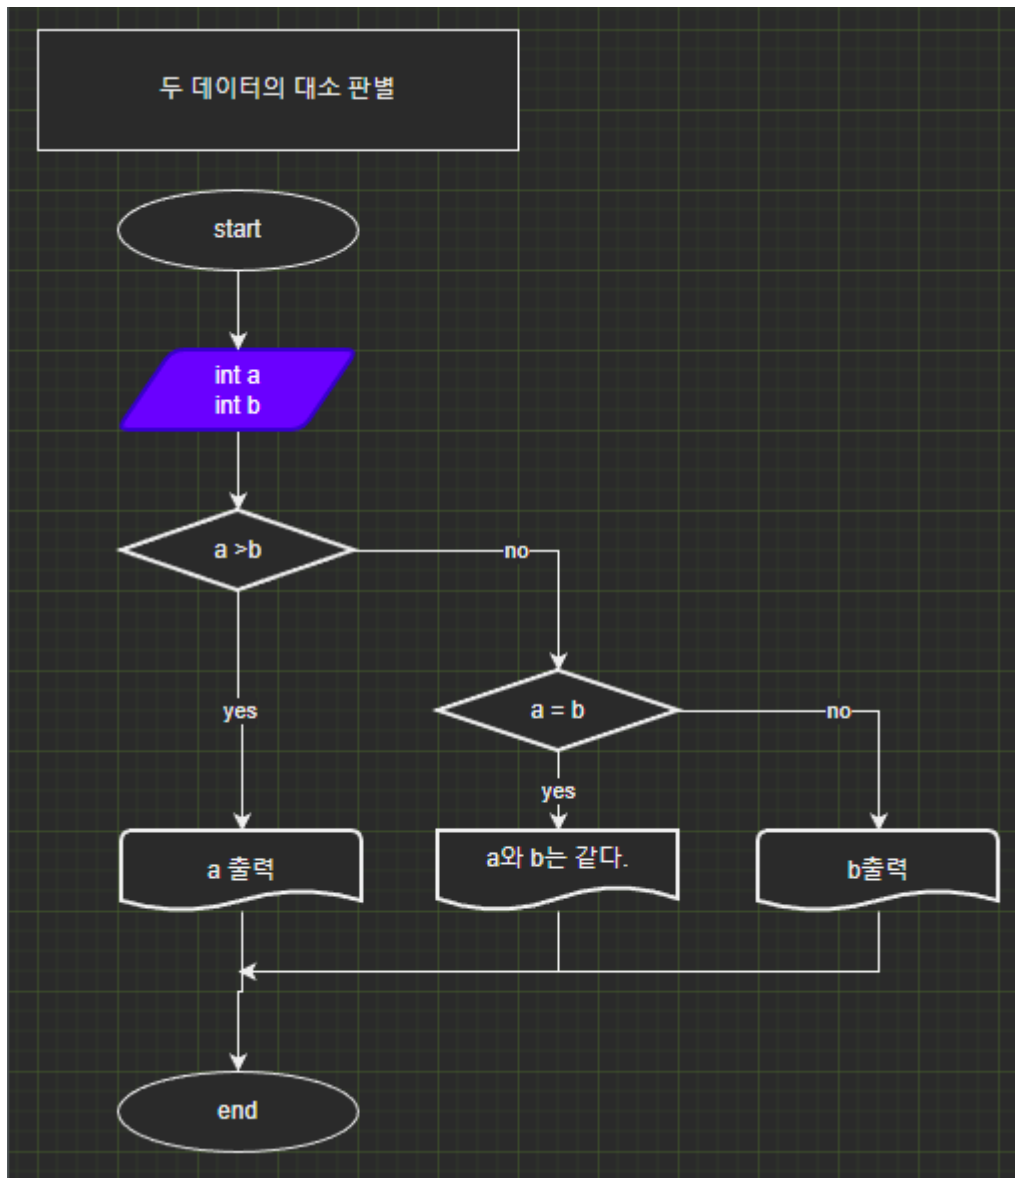 두 데이터의 대소 판별
start
int a
int b
a >b
no
a = b
no
yes
yes
a 출력
a와 b는 같다.
b출력
end